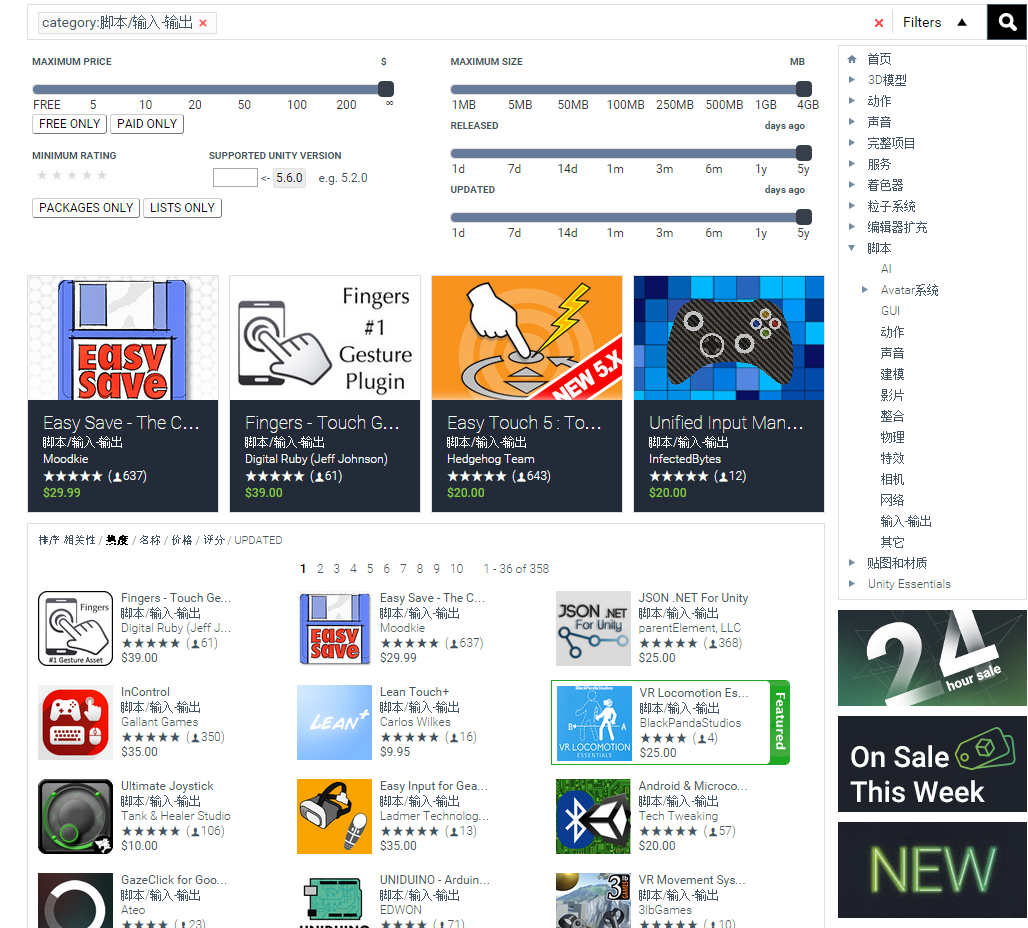 category:脚本/输入-输出 ×
× Filters ▲
MAXIMUM PRICE $
FREE 5 10 20 50 100 200 ∞
FREE ONLY PAID ONLY
MINIMUM RATING
SUPPORTED UNITY VERSION
<- 5.6.0 e.g. 5.2.0
PACKAGES ONLY LISTS ONLY
MAXIMUM SIZE MB
1MB 5MB 50MB 100MB 250MB 500MB 1GB 4GB
RELEASED days ago
1d 7d 14d 1m 3m 6m 1y 5y
UPDATED days ago
1d 7d 14d 1m 3m 6m 1y 5y
Easy Save
Easy Save - The C...
脚本/输入-输出
Moodkie
★★★★★ (637)
$29.99
Fingers
#1
Gesture
Plugin
Fingers - Touch G...
脚本/输入-输出
Digital Ruby (Jeff Johnson)
★★★★★ (61)
$39.00
NEW 5.X
Easy Touch 5 : To...
脚本/输入-输出
Hedgehog Team
★★★★★ (643)
$20.00
Unified Input Man...
脚本/输入-输出
InfectedBytes
★★★★★ (12)
$20.00
排序 相关性 / 热度 / 名称 / 价格 / 评分 / UPDATED
1 2 3 4 5 6 7 8 9 10 1 - 36 of 358
Fingers
#1 Gesture Asset
Fingers - Touch Ge...
脚本/输入-输出
Digital Ruby (Jeff J...
★★★★★ (61)
$39.00
Easy Save
Easy Save - The C...
脚本/输入-输出
Moodkie
★★★★★ (637)
$29.99
JSON .NET
For Unity
JSON .NET For Unity
脚本/输入-输出
parentElement, LLC
★★★★★ (368)
$25.00
InControl
脚本/输入-输出
Gallant Games
★★★★★ (350)
$35.00
LEAN+
Lean Touch+
脚本/输入-输出
Carlos Wilkes
★★★★★ (16)
$9.95
BlackPandaStudios
B A
VR LOCOMOTION
ESSENTIALS
VR Locomotion Es...
脚本/输入-输出
BlackPandaStudios
★★★★ (4)
$25.00
Featured
Ultimate Joystick
脚本/输入-输出
Tank & Healer Studio
★★★★★ (106)
$10.00
Easy Input for Gea...
脚本/输入-输出
Ladmer Technolog...
★★★★★ (13)
$35.00
Android & Microco...
脚本/输入-输出
Tech Tweaking
★★★★★ (57)
$20.00
GazeClick for Goo...
脚本/输入-输出
Ateo
★★★★ (23)
UNIDUINO
UNIDUINO - Arduin...
脚本/输入-输出
EDWON
★★★★ (71)
3
GAMES
VR Movement Sys...
脚本/输入-输出
3lbGames
★★★★★ (10)
首页
3D模型
动作
声音
完整项目
服务
着色器
粒子系统
编辑器扩充
脚本
AI
Avatar系统
GUI
动作
声音
建模
影片
整合
物理
特效
相机
网络
输入-输出
其它
贴图和材质
Unity Essentials
24
hour sale
On Sale
This Week
NEW